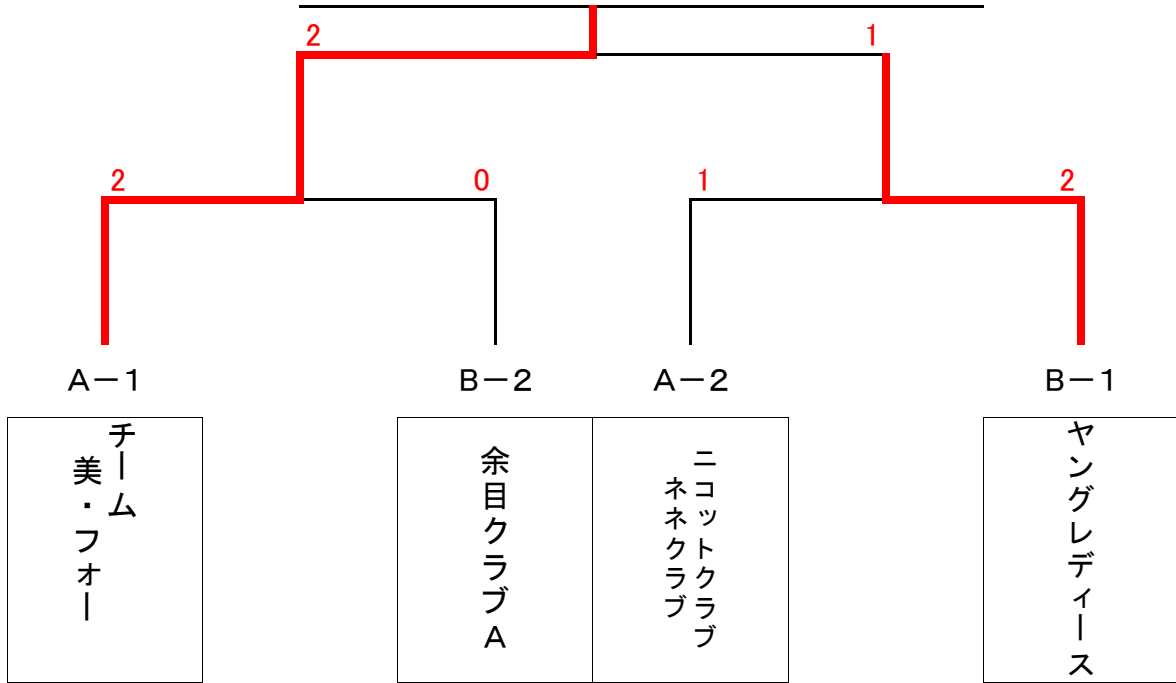 2
1
2
0
1
2
A－1
B－2
A－2
B－1
チーム
美・フォー
余目クラブA
ニコットクラブ
ネネクラブ
ヤングレディース